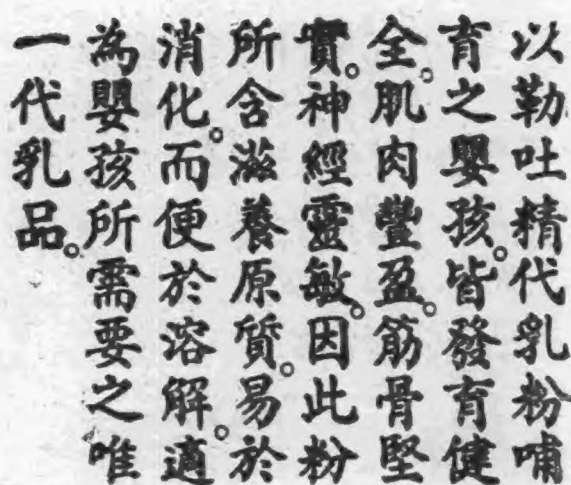 以勒吐精代乳粉哺
育之嬰孩。皆發育健
全。肌肉豐盈。筋骨堅
實。神經靈敏。因此粉
所含滋養原質。易於
消化。而便於溶解。適
為嬰孩所需要之唯
一代乳品。